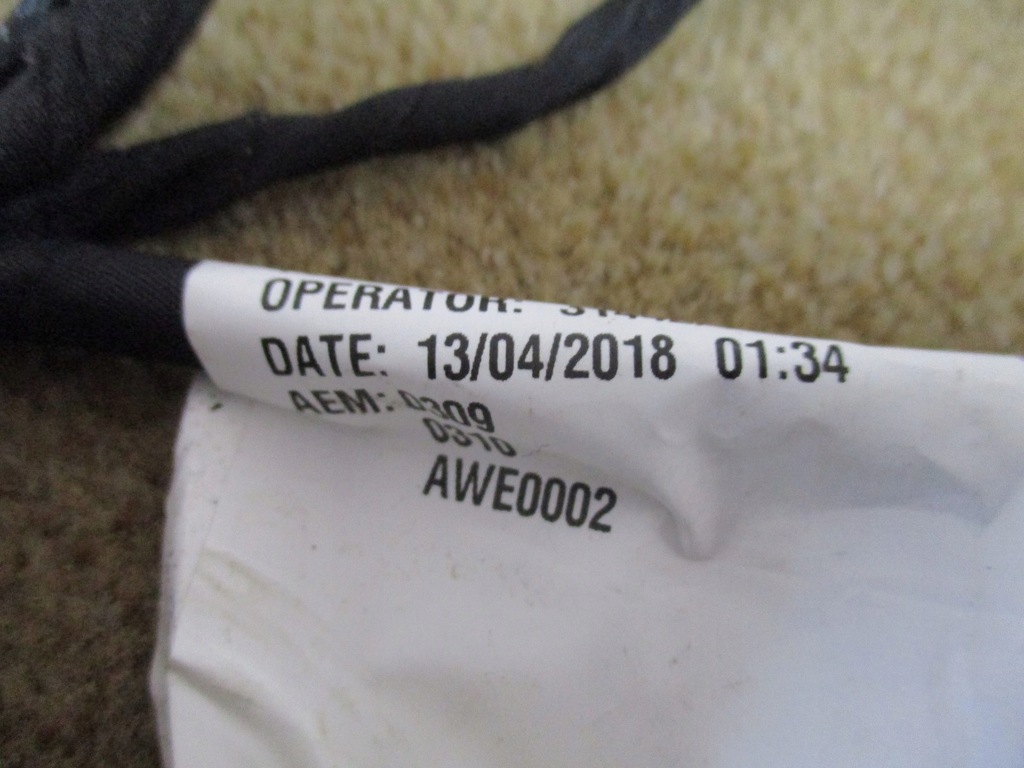 OPERATOR:
DATE: 13/04/2018 01:34
AEM: 0309
0310
AWE0002